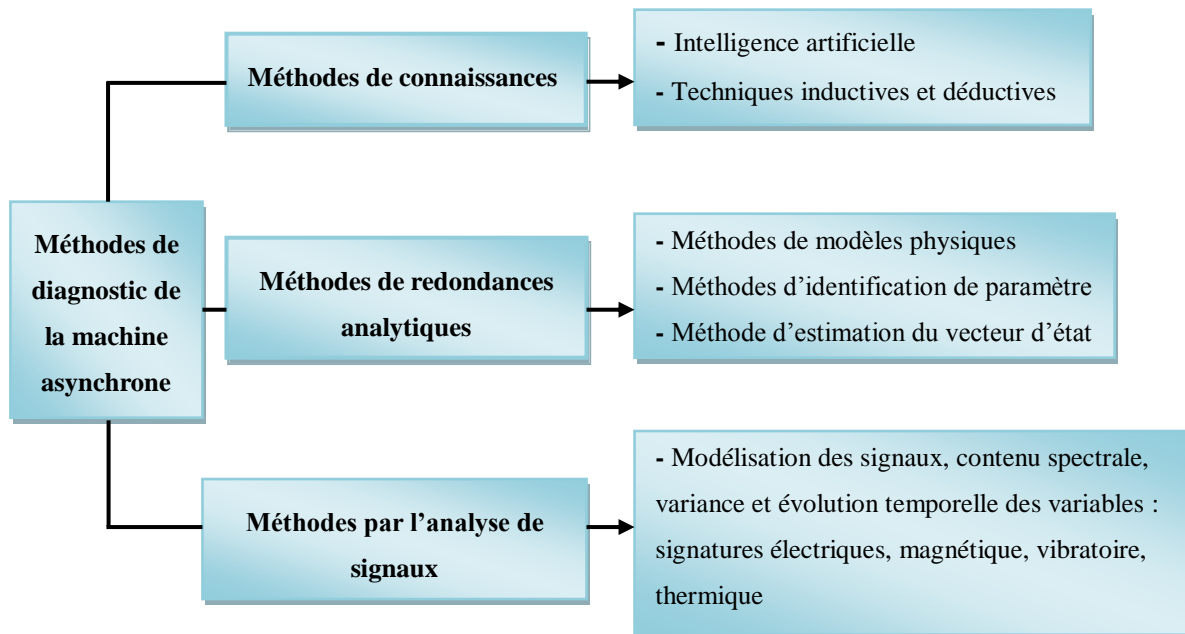 Méthodes de
diagnostic de
la machine
asynchrone
Méthodes de connaissances
- Intelligence artificielle
- Techniques inductives et déductives
Méthodes de redondances
analytiques
- Méthodes de modèles physiques
- Méthodes d’identification de paramètre
- Méthode d’estimation du vecteur d’état
Méthodes par l’analyse de
signaux
- Modélisation des signaux, contenu spectrale,
variance et évolution temporelle des variables :
signatures électriques, magnétique, vibratoire,
thermique